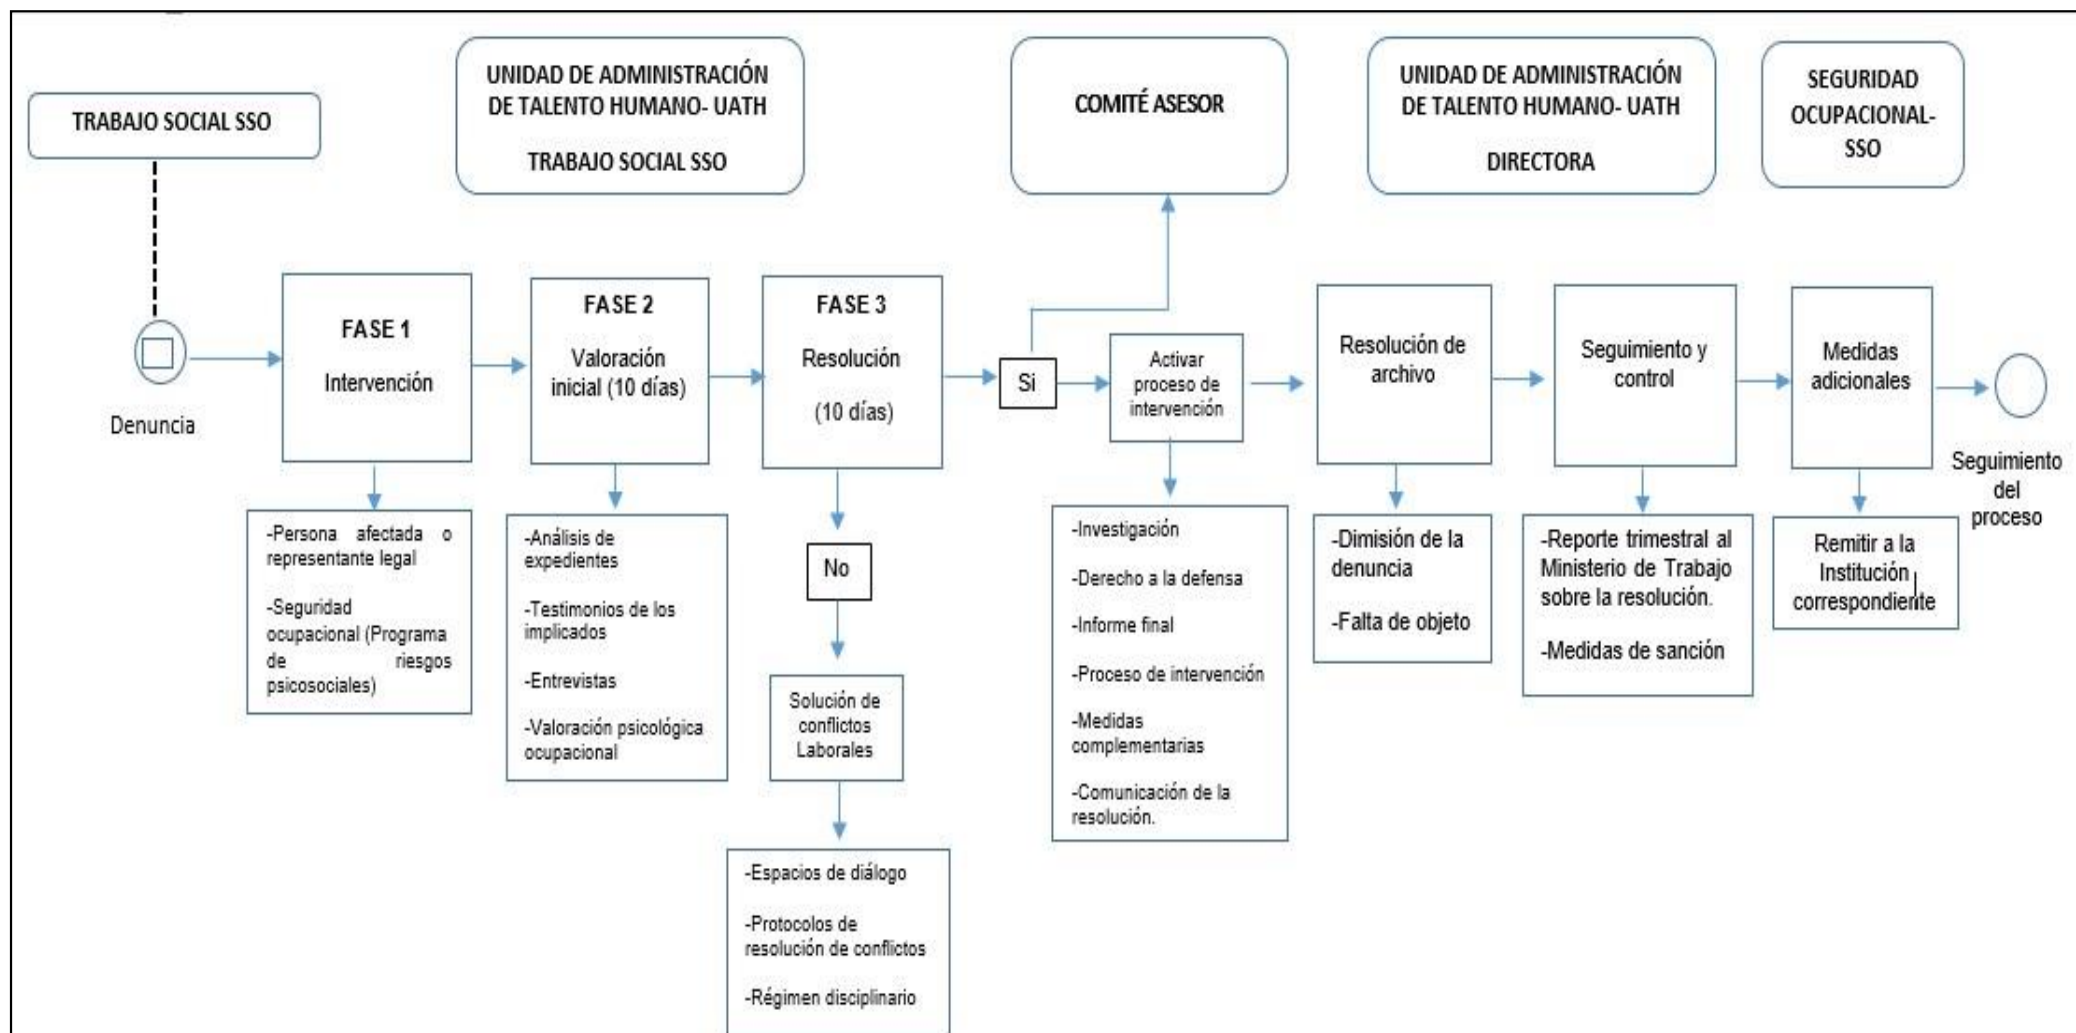 TRABAJO SOCIAL SSO
UNIDAD DE ADMINISTRACIÓN
DE TALENTO HUMANO- UATH
TRABAJO SOCIAL SSO
COMITÉ ASESOR
UNIDAD DE ADMINISTRACIÓN
DE TALENTO HUMANO- UATH
DIRECTORA
SEGURIDAD
OCUPACIONAL-
SSO
Denuncia
FASE 1
Intervención
FASE 2
Valoración
inicial (10 días)
FASE 3
Resolución
(10 días)
Si
Activar
proceso de
intervención
Resolución de
archivo
Seguimiento y
control
Medidas
adicionales
Seguimiento
del
proceso
-Persona afectada o
representante legal
-Seguridad
ocupacional (Programa
de riesgos
psicosociales)
-Análisis de
expedientes
-Testimonios de los
implicados
-Entrevistas
-Valoración psicológica
ocupacional
No
Solución de
conflictos
Laborales
-Espacios de diálogo
-Protocolos de
resolución de conflictos
-Régimen disciplinario
-Investigación
-Derecho a la defensa
-Informe final
-Proceso de intervención
-Medidas
complementarias
-Comunicación de la
resolución.
-Dimisión de la
denuncia
-Falta de objeto
-Reporte trimestral al
Ministerio de Trabajo
sobre la resolución.
-Medidas de sanción
Remitir a la
Institución
correspondiente